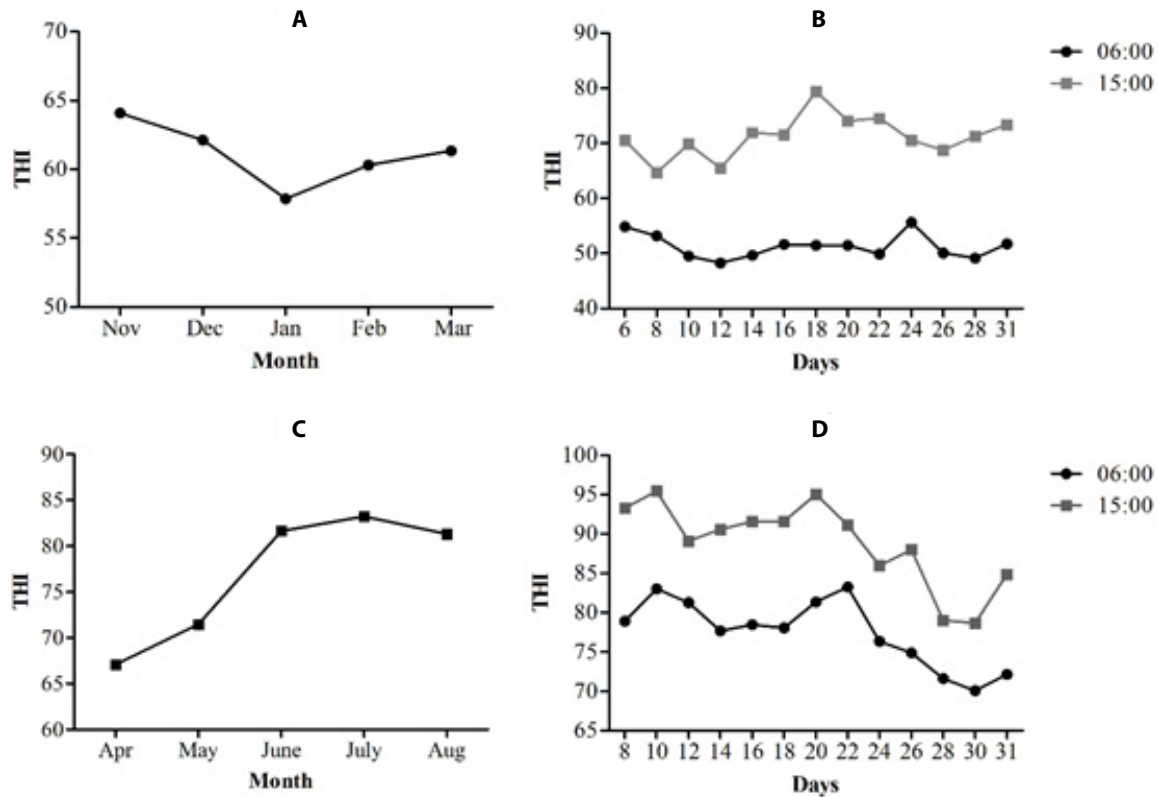 A
70
65
60
55
50
THI
Nov Dec Jan Feb Mar
Month
B
90
80
70
60
50
40
THI
6 8 10 12 14 16 18 20 22 24 26 28 31
Days
06:00
15:00
C
90
85
80
75
70
65
60
THI
Apr May June July Aug
Month
D
100
95
90
85
80
75
70
65
THI
8 10 12 14 16 18 20 22 24 26 28 30 31
Days
06:00
15:00